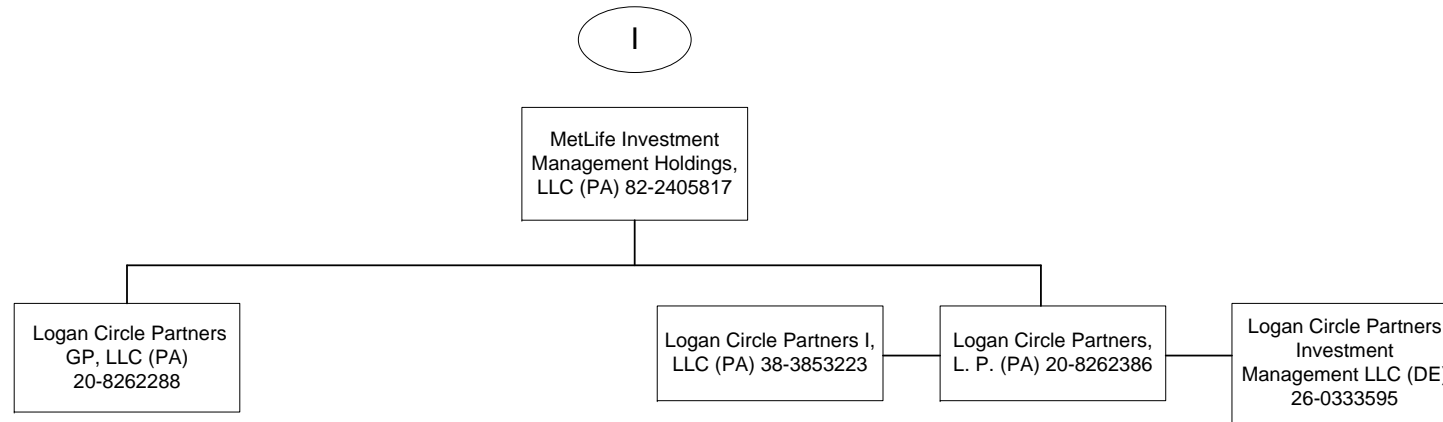 I
MetLife Investment
Management Holdings,
LLC (PA) 82-2405817
Logan Circle Partners
GP, LLC (PA)
20-8262288
Logan Circle Partners I,
LLC (PA) 38-3853223
Logan Circle Partners,
L. P. (PA) 20-8262386
Logan Circle Partners
Investment
Management LLC (DE)
26-0333595